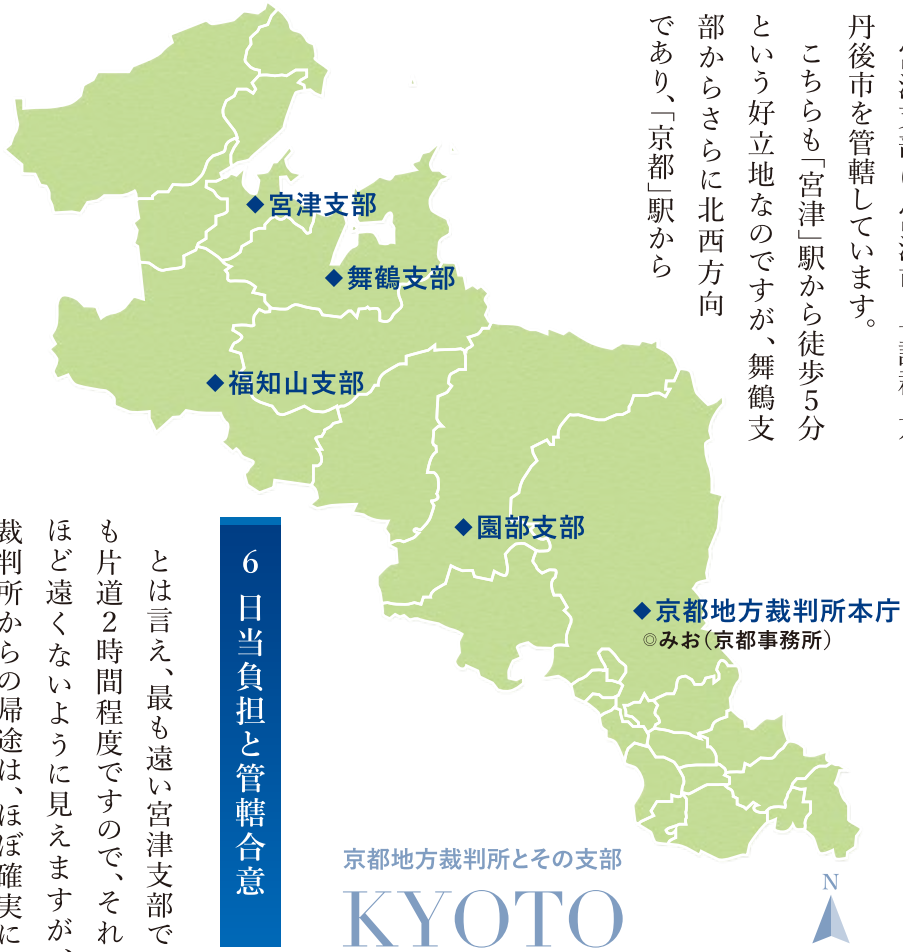 丹後市を管轄しています。
こちらも「宮津」駅から徒歩5分
という好立地なのですが、舞鶴支
部からさらに北西方向
であり、「京都」駅から
◆宮津支部
◆舞鶴支部
◆福知山支部
◆園部支部
◆京都地方裁判所本庁
◎みお(京都事務所)
6 日当負担と管轄合意
とは言え、最も遠い宮津支部で
も片道2時間程度ですので、それ
ほど遠くないように見えますが、
裁判所からの帰途は、ほぼ確実に
京都地方裁判所とその支部
KYOTO
N